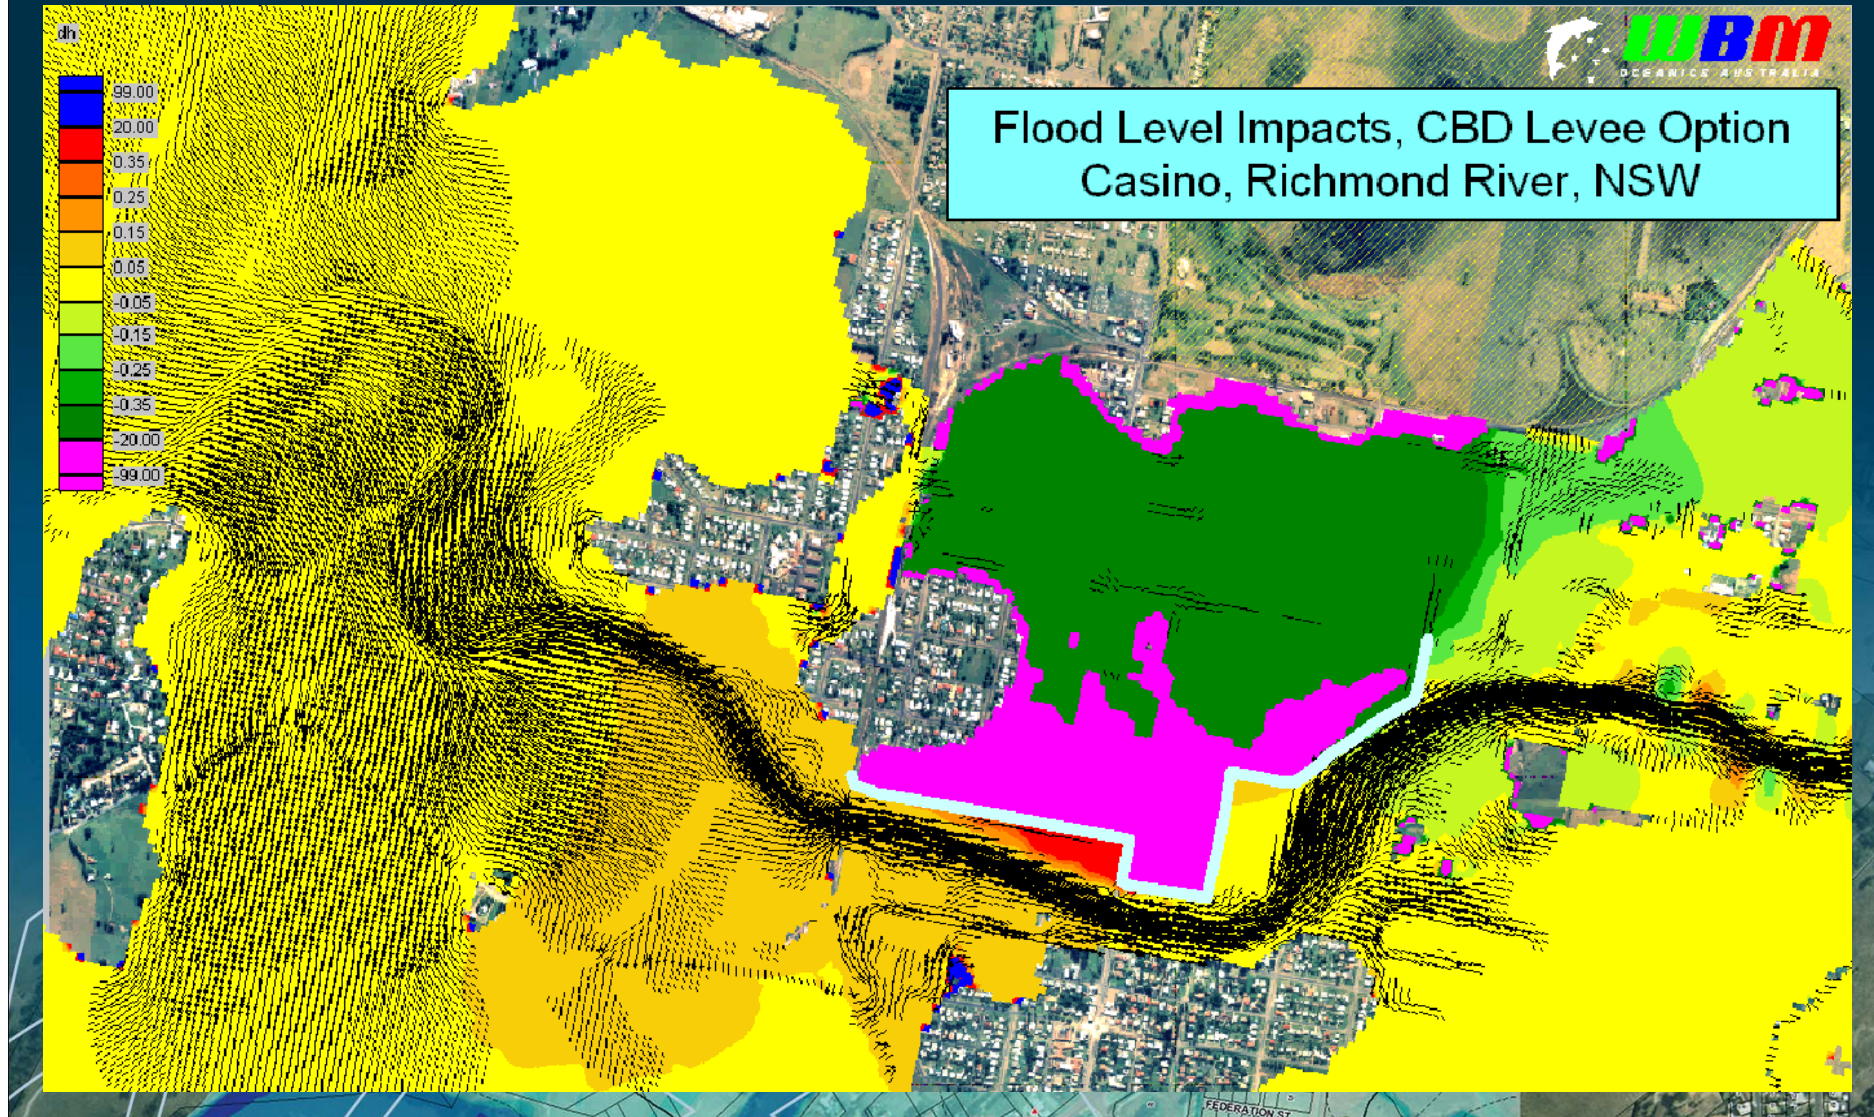 dh
WBM
OCEANICS AUSTRALIA
99.00
20.00
0.35
0.25
0.15
0.05
-0.05
-0.15
-0.25
-0.35
-20.00
-99.00
Flood Level Impacts, CBD Levee Option
Casino, Richmond River, NSW
FEDERATION ST